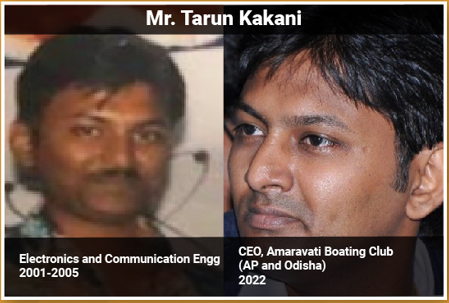 Mr. Tarun Kakani
Electronics and Communication Engg
2001-2005
CEO, Amaravati Boating Club
(AP and Odisha)
2022